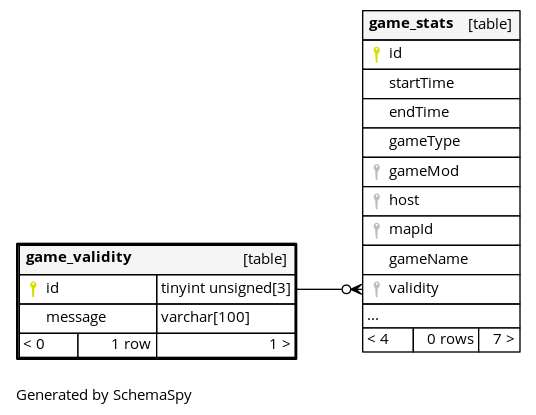 game_stats [table]
id
startTime
endTime
gameType
gameMod
host
mapId
gameName
validity
...
< 4 0 rows 7 >
game_validity [table]
id tinyint unsigned[3]
message varchar[100]
< 0 1 row 1 >
Generated by SchemaSpy